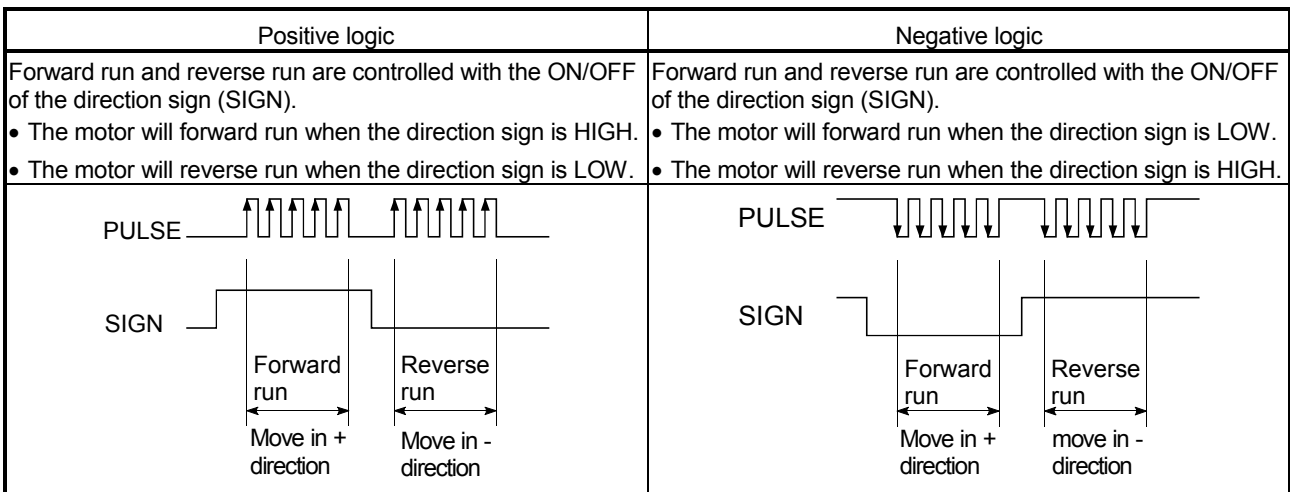 Positive logic
Negative logic
Forward run and reverse run are controlled with the ON/OFF
of the direction sign (SIGN).
• The motor will forward run when the direction sign is HIGH.
• The motor will reverse run when the direction sign is LOW.
Forward run and reverse run are controlled with the ON/OFF
of the direction sign (SIGN).
• The motor will forward run when the direction sign is LOW.
• The motor will reverse run when the direction sign is HIGH.
PULSE
SIGN
Forward
run
Reverse
run
Move in +
direction
Move in -
direction
PULSE
SIGN
Forward
run
Reverse
run
Move in +
direction
move in -
direction